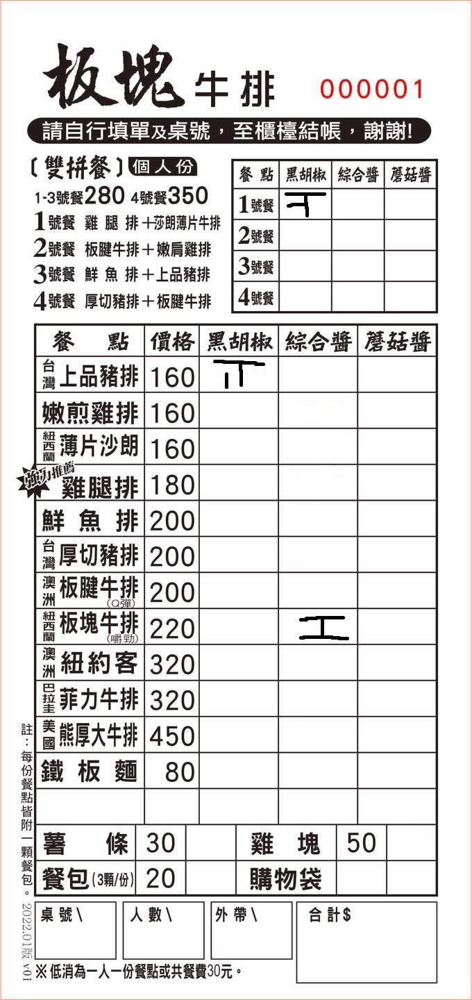 板塊牛排 000001
請自行填單及桌號，至櫃檯結帳，謝謝!
〔雙拼餐〕個人份
1-3號餐280 4號餐350
1號餐 雞腿排＋莎朗薄片牛排
2號餐 板腱牛排＋嫩肩雞排
3號餐 鮮魚排＋上品豬排
4號餐 厚切豬排＋板腱牛排
餐點 黑胡椒 綜合醬 蘑菇醬
1號餐
2號餐
3號餐
4號餐
餐點 價格 黑胡椒 綜合醬 蘑菇醬
台灣 上品豬排 160
嫩煎雞排 160
紐西蘭 薄片沙朗 160
強力推薦 雞腿排 180
鮮魚排 200
台灣 厚切豬排 200
澳洲 板腱牛排 (Q彈) 200
紐西蘭 板塊牛排 (嚼勁) 220 工
澳洲 紐約客 320
巴拉圭 菲力牛排 320
美國 熊厚大牛排 450
鐵板麵 80
薯條 30 雞塊 50
餐包(3顆/份) 20 購物袋
桌號\ 人數\ 外帶\ 合計$
※低消為一人一份餐點或共餐費30元。
註：每份餐點皆附一顆餐包。 2022.01版 v01